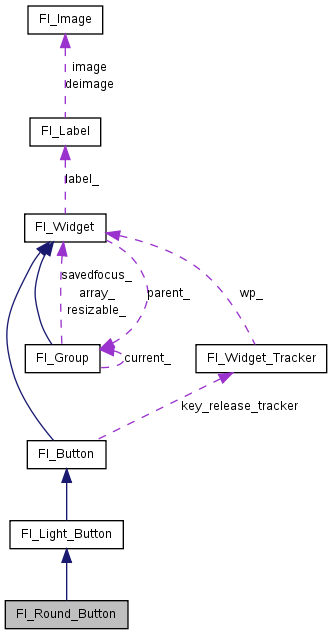 Fl_Image
image
deimage
Fl_Label
label_
Fl_Widget
savedfocus_
array_
resizable_
parent_
wp_
Fl_Group
current_
Fl_Widget_Tracker
key_release_tracker
Fl_Button
Fl_Light_Button
Fl_Round_Button